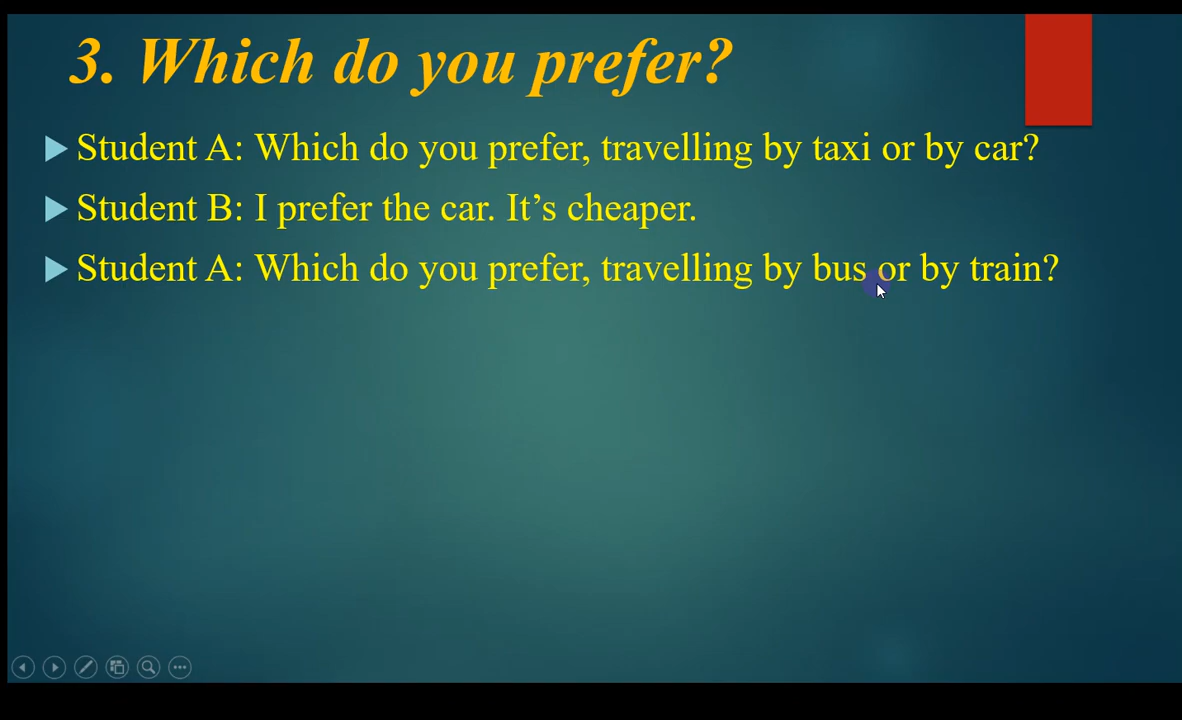 3. Which do you prefer?
Student A: Which do you prefer, travelling by taxi or by car?
Student B: I prefer the car. It’s cheaper.
Student A: Which do you prefer, travelling by bus or by train?